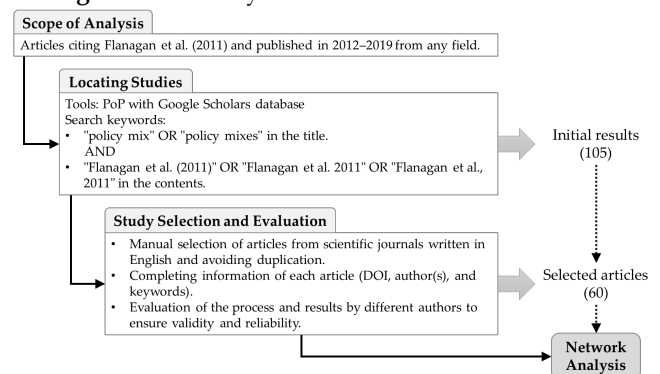 Scope of Analysis
Articles citing Flanagan et al. (2011) and published in 2012–2019 from any field.
Locating Studies
Tools: PoP with Google Scholars database
Search keywords:
• "policy mix" OR "policy mixes" in the title.
AND
• "Flanagan et al. (2011)" OR "Flanagan et al. 2011" OR "Flanagan et al.,
2011" in the contents.
Initial results
(105)
Study Selection and Evaluation
• Manual selection of articles from scientific journals written in
English and avoiding duplication.
• Completing information of each article (DOI, author(s), and
keywords).
• Evaluation of the process and results by different authors to
ensure validity and reliability.
Selected articles
(60)
Network
Analysis